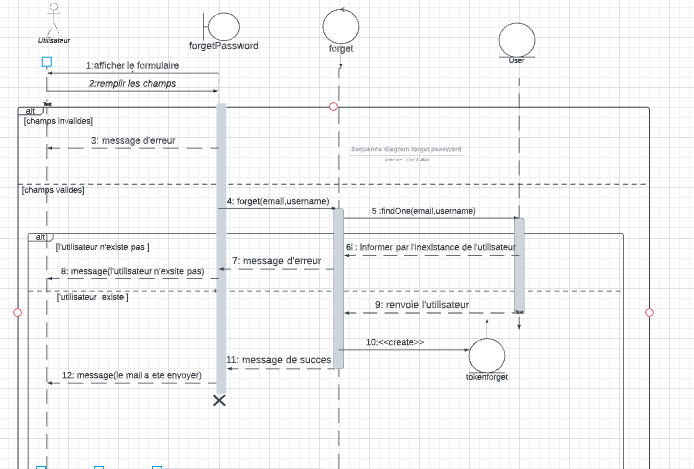 Utilisateur
forgetPassword
forget
User
1:afficher le formulaire
2:remplir les champs
alt
[champs invalides]
3: message d'erreur
Sequence diagram forget password
[champs valides]
4: forget(email,username)
5 :findOne(email,username)
alt
[l'utilisateur n'existe pas ]
6i : informer par l'inexistance de l'utilisateur
7: message d'erreur
8: message(l'utilisateur n'exsite pas)
[l'utilisateur existe ]
9: renvoie l'utilisateur
10:<<create>>
11: message de succes
tokenforget
12: message(le mail a ete envoyer)